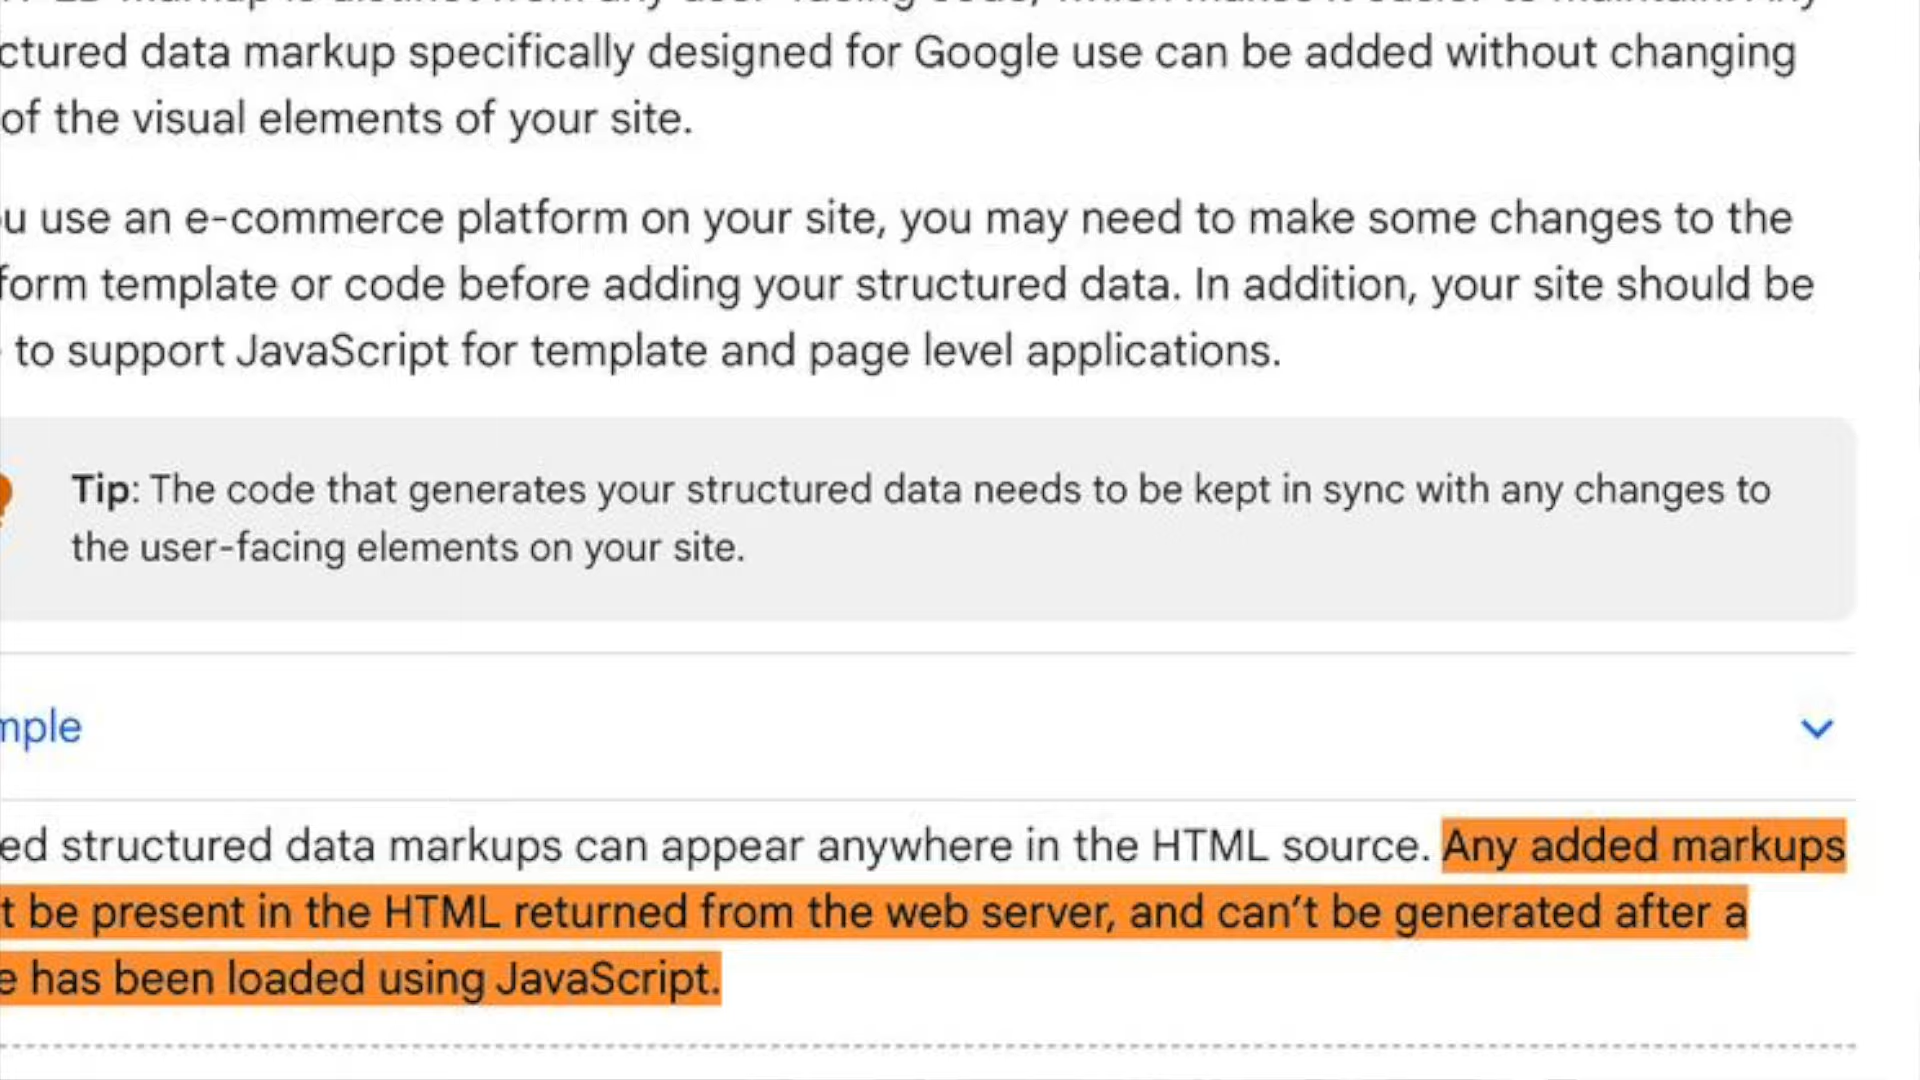 ctured data markup specifically designed for Google use can be added without changing
of the visual elements of your site.
u use an e-commerce platform on your site, you may need to make some changes to the
form template or code before adding your structured data. In addition, your site should be
to support JavaScript for template and page level applications.
Tip: The code that generates your structured data needs to be kept in sync with any changes to
the user-facing elements on your site.
mple
ed structured data markups can appear anywhere in the HTML source. Any added markups
t be present in the HTML returned from the web server, and can't be generated after a
e has been loaded using JavaScript.